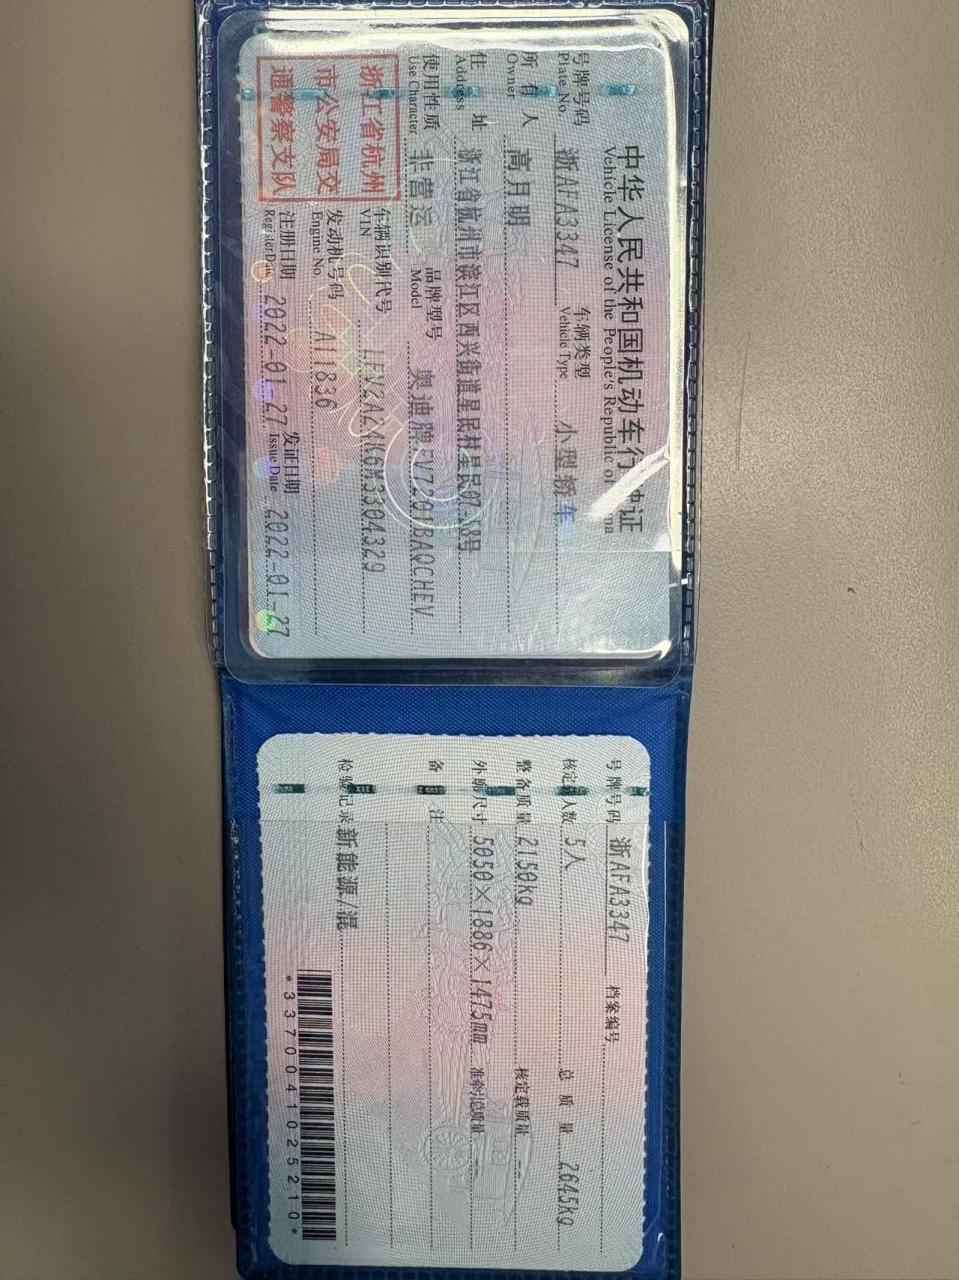 中华人民共和国机动车行驶证
Vehicle License of the People's Republic of China
号牌号码 浙AFA3347 车辆类型 小型轿车
Plate No. Vehicle Type
所有人 高月明
Owner
住址 浙江省杭州市滨江区西兴街道星民村星民07-58号
Address
使用性质 非营运 品牌型号 奥迪牌FV7201BAQCHEV
Use Character Model
浙江省杭州
市公安局交
通警察支队
车辆识别代号 LFV2A24K6M3304329
VIN
发动机号码 A11836
Engine No.
注册日期 2022-01-27 发证日期 2022-01-27
Register Date Issue Date
号牌号码 浙AFA3347 档案编号
核定载人数 5人 总质量 2645kg
整备质量 2150kg 核定载质量 --
外廓尺寸 5050×1886×1475mm 准牵引总质量 --
备注
检验记录 新能源/混
*3370041025210*